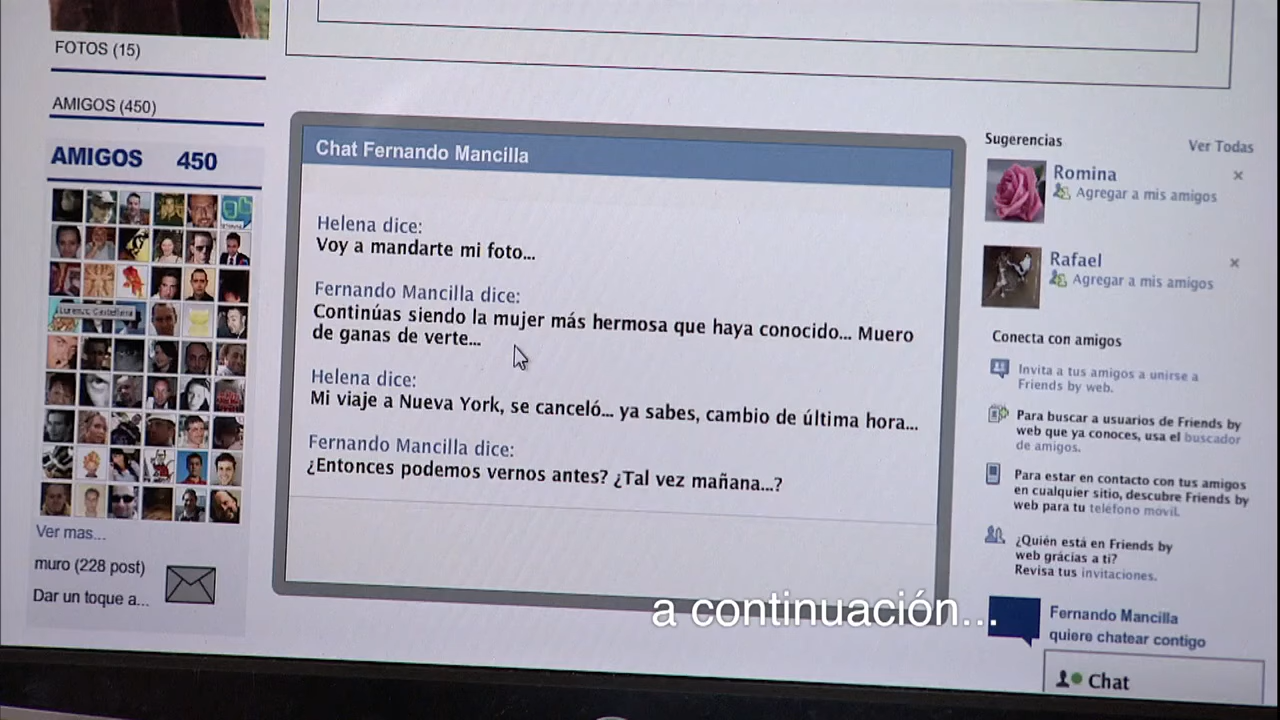 FOTOS (15)
AMIGOS (450)
AMIGOS 450
Ver mas...
muro (228 post)
Dar un toque a...
Chat Fernando Mancilla
Helena dice:
Voy a mandarte mi foto...
Fernando Mancilla dice:
Continúas siendo la mujer más hermosa que haya conocido... Muero
de ganas de verte...
Helena dice:
Mi viaje a Nueva York, se canceló... ya sabes, cambio de última hora...
Fernando Mancilla dice:
¿Entonces podemos vernos antes? ¿Tal vez mañana...?
Sugerencias
Ver Todas
Romina
Agregar a mis amigos
Rafael
Agregar a mis amigos
Conecta con amigos
Invita a tus amigos a unirse a
Friends by web.
Para buscar a usuarios de Friends by
web que ya conoces, usa el buscador
de amigos.
Para estar en contacto con tus amigos
en cualquier sitio, descubre Friends by
web para tu teléfono móvil.
¿Quién está en Friends by
web grácias a ti?
Revisa tus invitaciones.
Fernando Mancilla
quiere chatear contigo
Chat
a continuación...